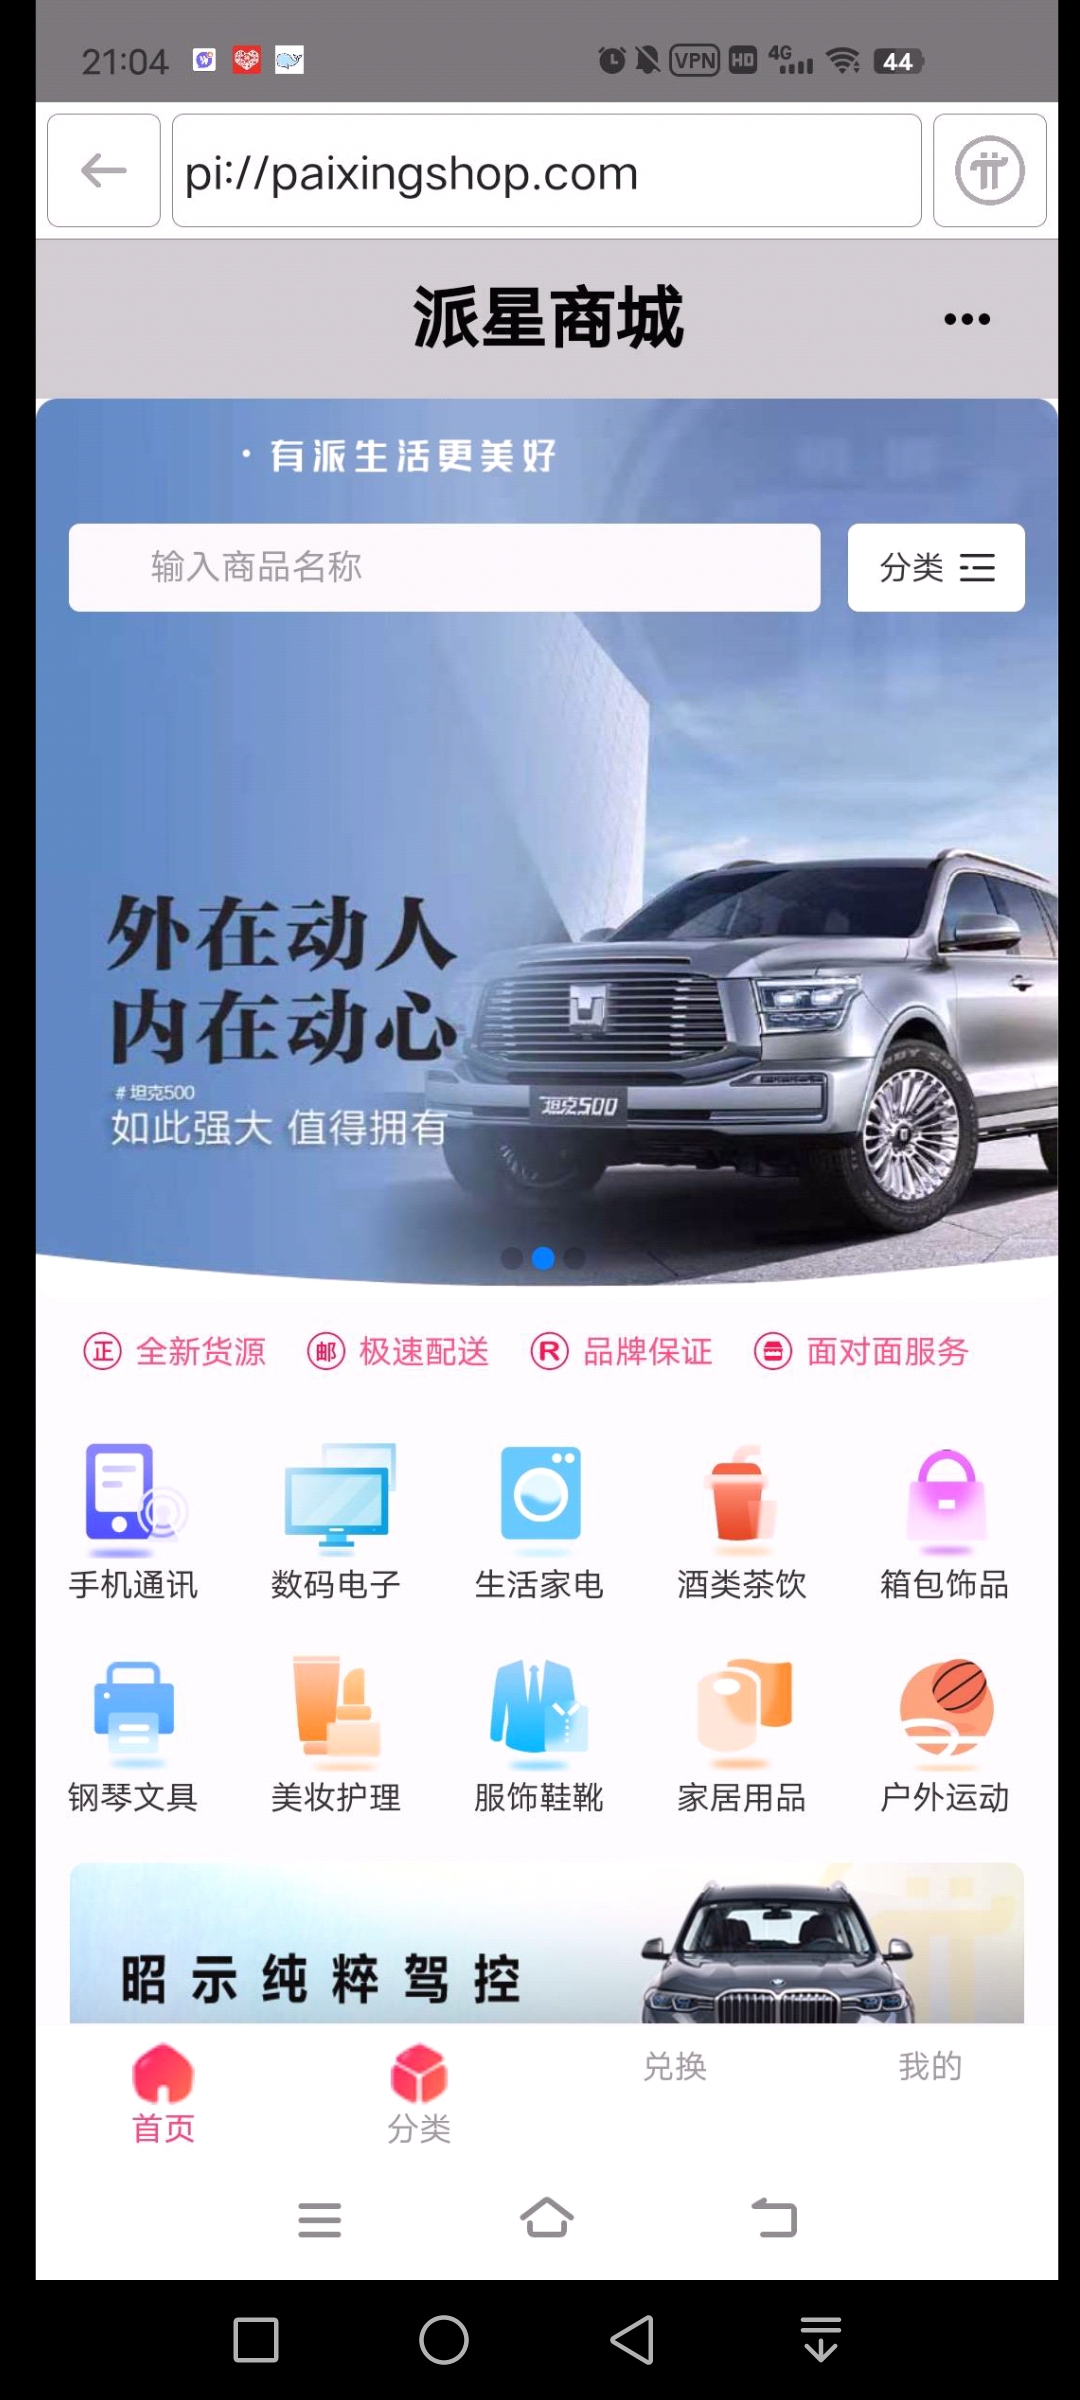 21:04 VPN HD 4G 44
pi://paixingshop.com
派星商城
·有派生活更美好
输入商品名称
分类
外在动人
内在动心
#坦克500
如此强大 值得拥有
坦克500
正 全新货源 邮 极速配送 R 品牌保证 面对面服务
手机通讯 数码电子 生活家电 酒类茶饮 箱包饰品
钢琴文具 美妆护理 服饰鞋靴 家居用品 户外运动
昭示纯粹驾控
首页 分类 兑换 我的